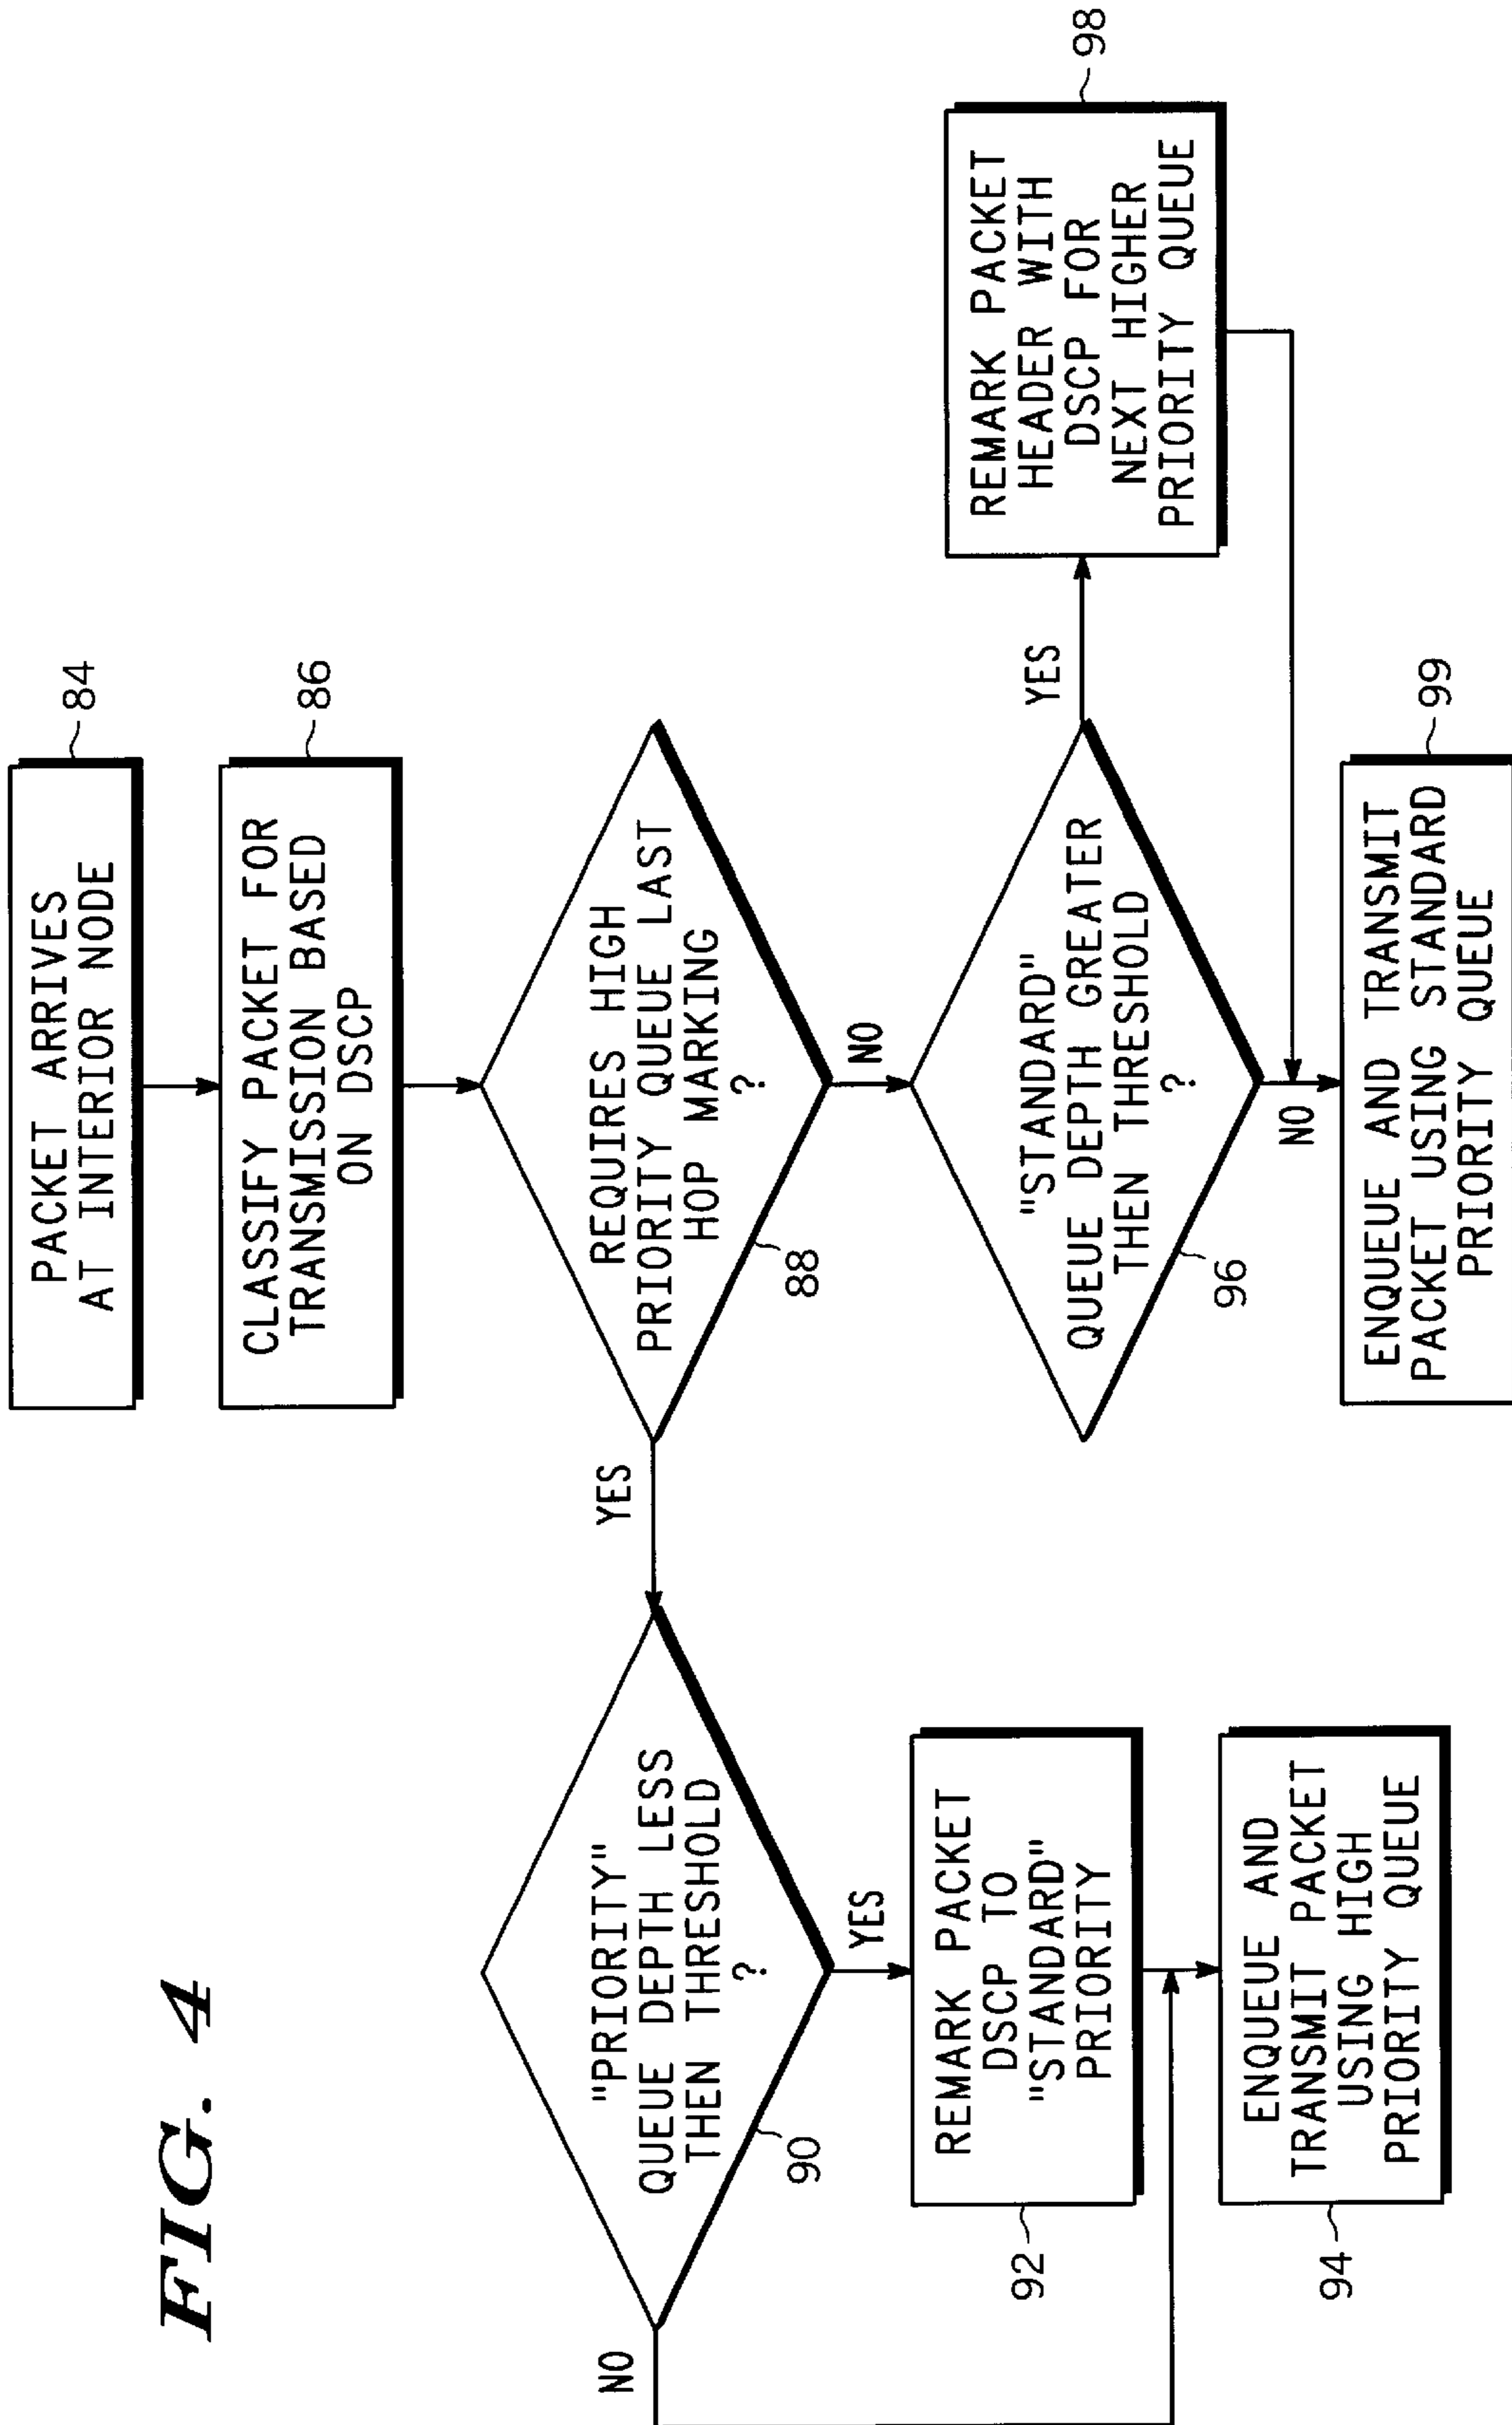 FIG. 4
PACKET ARRIVES
AT INTERIOR NODE
84
CLASSIFY PACKET FOR
TRANSMISSION BASED
ON DSCP
86
REQUIRES HIGH
PRIORITY QUEUE LAST
HOP MARKING
?
88
YES
NO
"PRIORITY"
QUEUE DEPTH LESS
THEN THRESHOLD
?
90
NO
YES
REMARK PACKET
DSCP TO
"STANDARD"
PRIORITY
92
ENQUEUE AND
TRANSMIT PACKET
USING HIGH
PRIORITY QUEUE
94
"STANDARD"
QUEUE DEPTH GREATER
THEN THRESHOLD
?
96
YES
NO
REMARK PACKET
HEADER WITH
DSCP FOR
NEXT HIGHER
PRIORITY QUEUE
98
ENQUEUE AND TRANSMIT
PACKET USING STANDARD
PRIORITY QUEUE
99